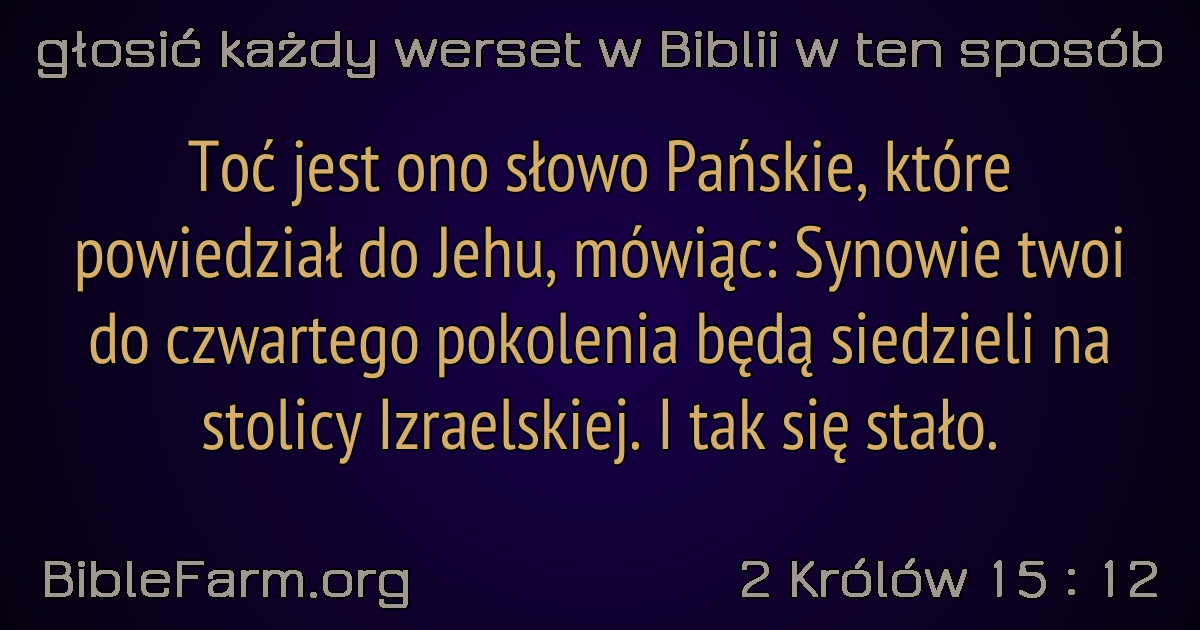 głosić każdy werset w Biblii w ten sposób
Toć jest ono słowo Pańskie, które
powiedział do Jehu, mówiąc: Synowie twoi
do czwartego pokolenia będą siedzieli na
stolicy Izraelskiej. I tak się stało.
BibleFarm.org
2 Królów 15 : 12